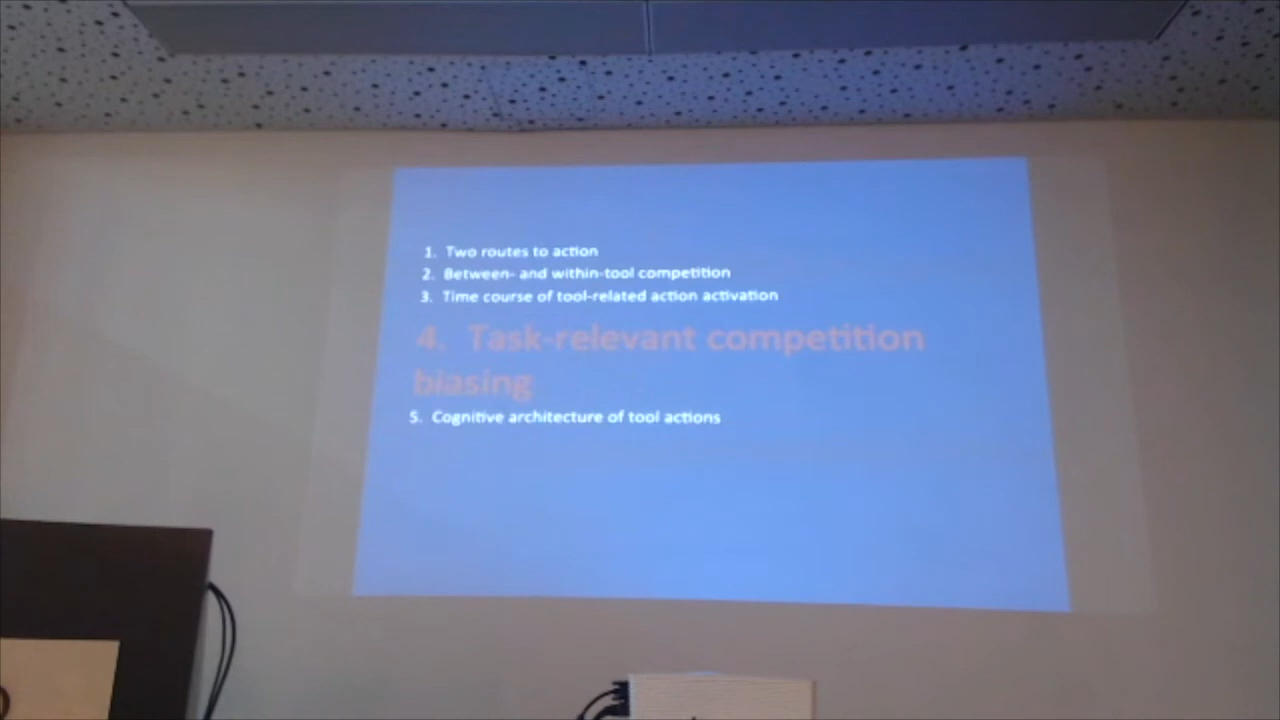 1. Two routes to action
2. Between- and within-tool competition
3. Time course of tool-related action activation
4. Task-relevant competition
biasing
5. Cognitive architecture of tool actions